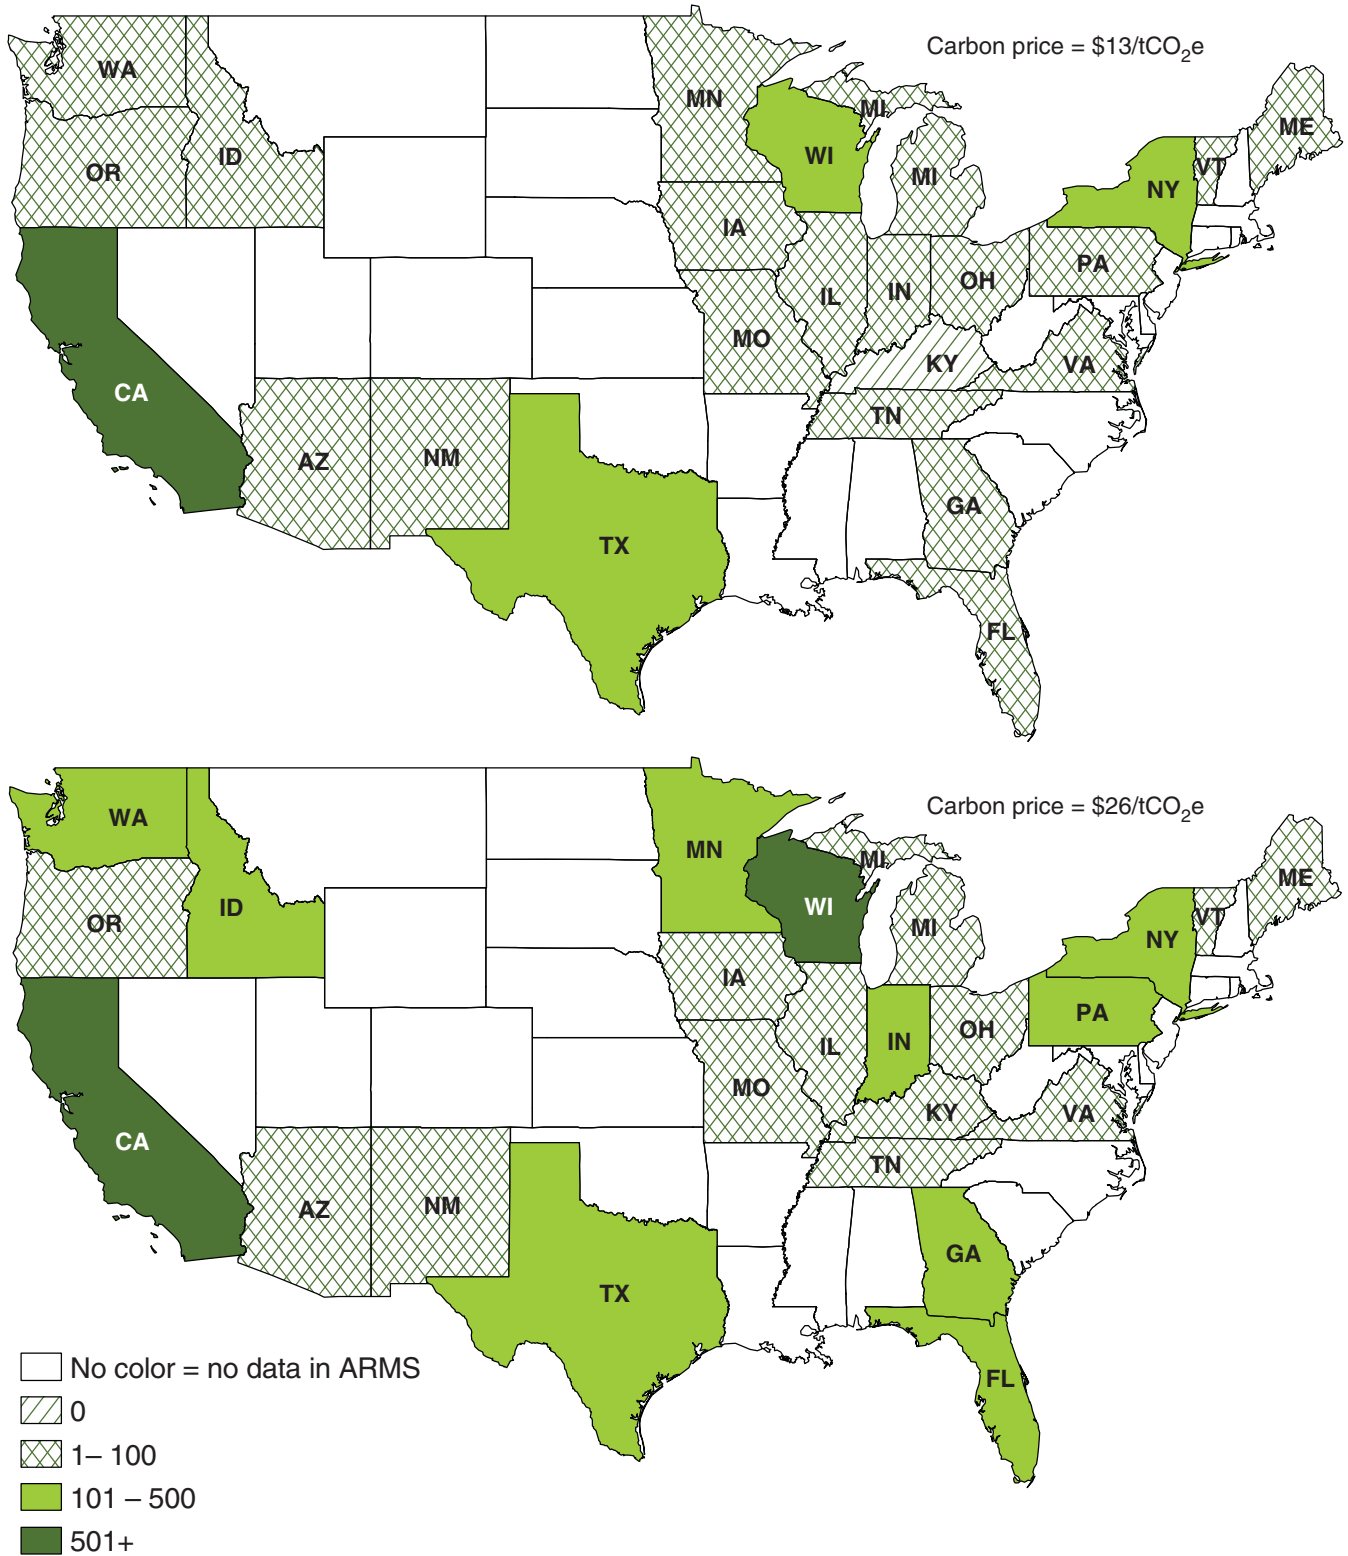 Carbon price = $13/tCO2e
WA
MN
MI
ME
OR
ID
WI
MI
VT
NY
IA
PA
IL
IN
OH
MO
KY
VA
CA
TN
AZ
NM
GA
TX
FL
Carbon price = $26/tCO2e
WA
MN
MI
ME
OR
ID
WI
MI
VT
NY
IA
PA
IL
IN
OH
MO
KY
VA
CA
TN
AZ
NM
GA
TX
FL
No color = no data in ARMS
0
1– 100
101 – 500
501+